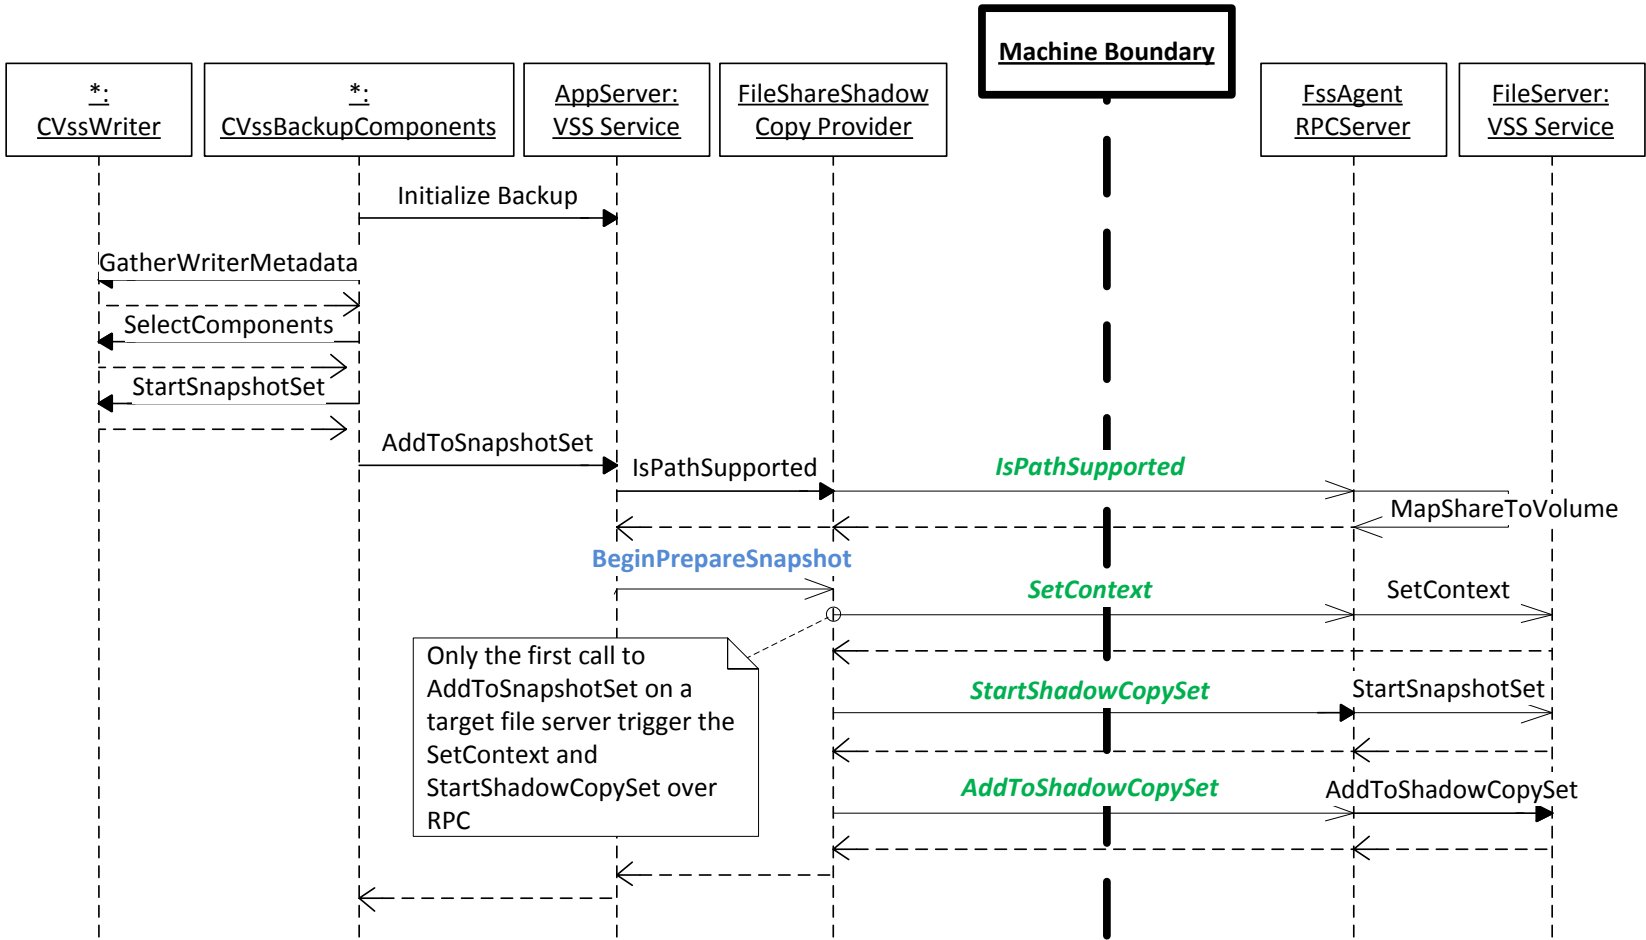 Machine Boundary
*:
CVssWriter
*:
CVssBackupComponents
AppServer:
VSS Service
FileShareShadow
Copy Provider
FssAgent
RPCServer
FileServer:
VSS Service
Initialize Backup
GatherWriterMetadata
SelectComponents
StartSnapshotSet
AddToSnapshotSet
IsPathSupported
IsPathSupported
MapShareToVolume
BeginPrepareSnapshot
SetContext
SetContext
Only the first call to
AddToSnapshotSet on a
target file server trigger the
SetContext and
StartShadowCopySet over
RPC
StartShadowCopySet
StartSnapshotSet
AddToShadowCopySet
AddToShadowCopySet